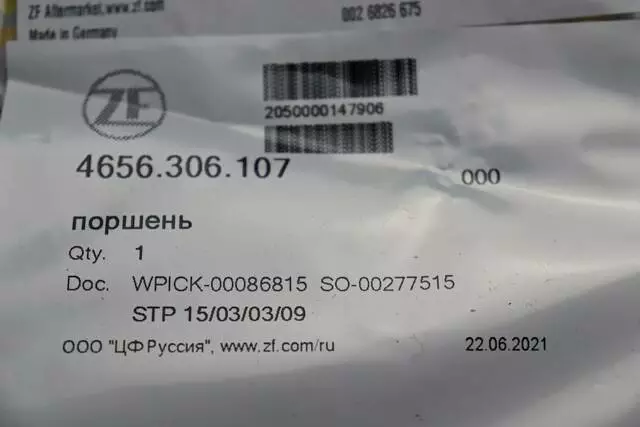 ZF Aftermarket, www.zf.com
002 6826 675
Made in Germany
ZF
2050000147906
4656.306.107
000
поршень
Qty. 1
Doc. WPICK-00086815 SO-00277515
STP 15/03/03/09
ООО "ЦФ Руссия", www.zf.com/ru 22.06.2021